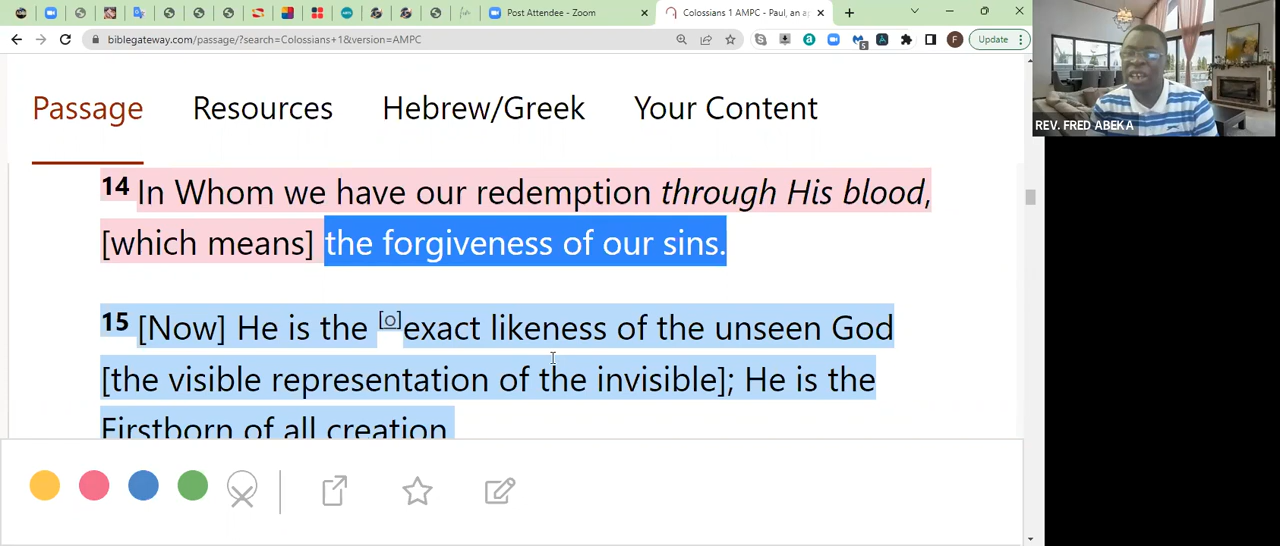 Post Attendee - Zoom
Colossians 1 AMPC - Paul, an ap
biblegateway.com/passage/?search=Colossians+1&version=AMPC
5
F
Update
REV. FRED ABEKA
Passage
Resources
Hebrew/Greek
Your Content
14 In Whom we have our redemption through His blood,
[which means] the forgiveness of our sins.
15 [Now] He is the [o]exact likeness of the unseen God
[the visible representation of the invisible]; He is the
Firstborn of all creation